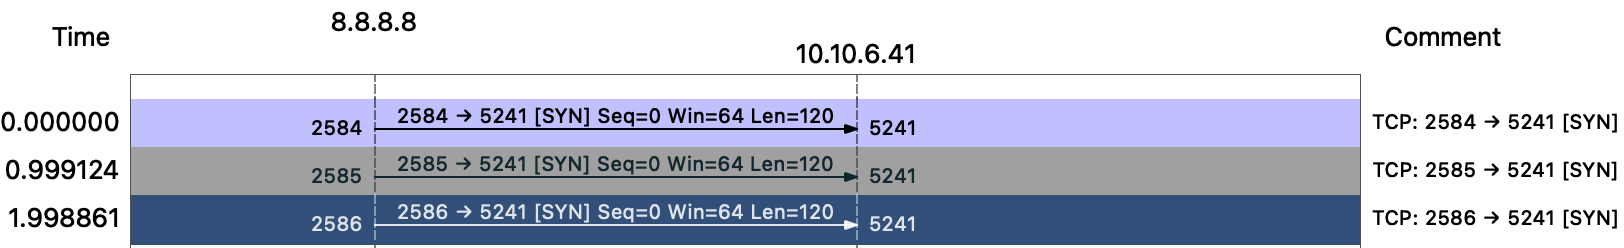 8.8.8.8
Time
Comment
10.10.6.41
0.000000
2584
2584 → 5241 [SYN] Seq=0 Win=64 Len=120
5241
TCP: 2584 → 5241 [SYN]
0.999124
2585
2585 → 5241 [SYN] Seq=0 Win=64 Len=120
5241
TCP: 2585 → 5241 [SYN]
1.998861
2586
2586 → 5241 [SYN] Seq=0 Win=64 Len=120
5241
TCP: 2586 → 5241 [SYN]